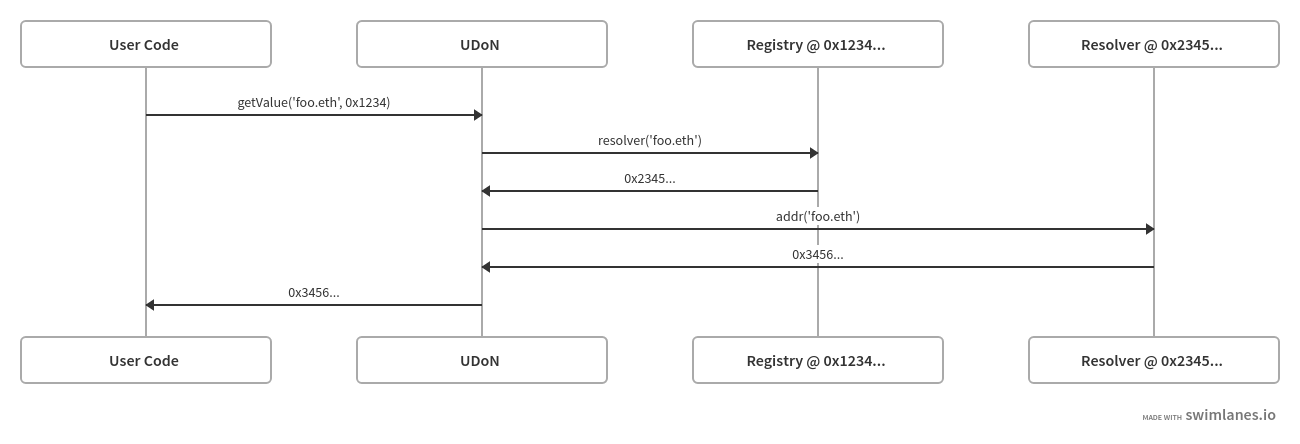 User Code
UDoN
Registry @ 0x1234...
Resolver @ 0x2345...
getValue('foo.eth', 0x1234)
resolver('foo.eth')
0x2345...
addr('foo.eth')
0x3456...
0x3456...
User Code
UDoN
Registry @ 0x1234...
Resolver @ 0x2345...
MADE WITH swimlanes.io